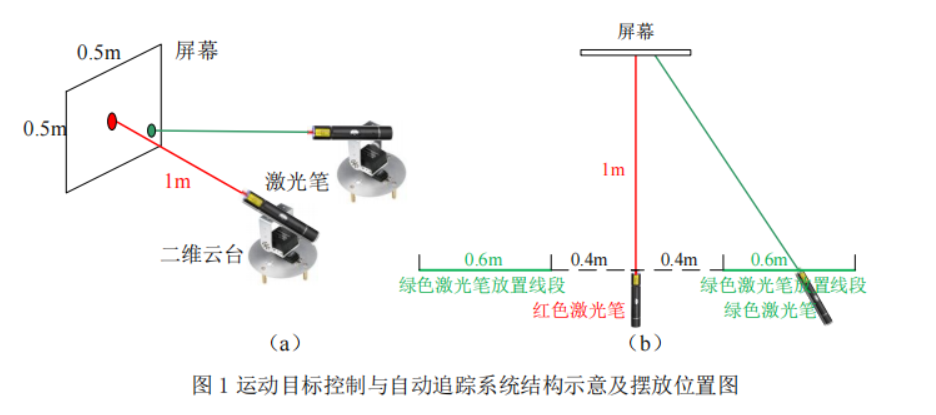 0.5m
屏幕
0.5m
1m
激光笔
二维云台
(a)
屏幕
1m
0.6m
0.4m
0.4m
0.6m
绿色激光笔放置线段
绿色激光笔放置线段
红色激光笔
绿色激光笔
(b)
图 1 运动目标控制与自动追踪系统结构示意及摆放位置图